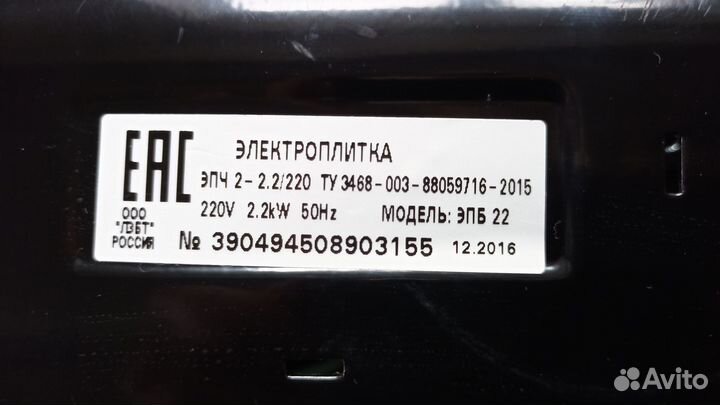 EAC
ЭЛЕКТРОПЛИТКА
ЭПЧ 2-2.2/220 ТУ 3468-003-88059716-2015
220V 2.2kW 50Hz МОДЕЛЬ: ЭПБ 22
ООО
"ЛЗБТ"
РОССИЯ
№ 390494508903155 12.2016
Avito